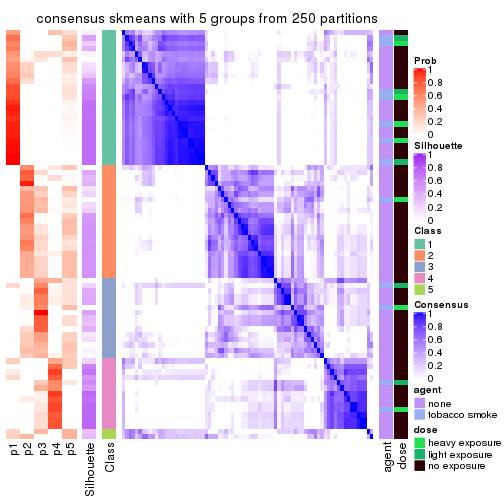 consensus skmeans with 5 groups from 250 partitions
Prob
1
0.8
0.6
0.4
0.2
0
Silhouette
1
0.8
0.6
0.4
0.2
0
Class
1
2
3
4
5
Consensus
1
0.8
0.6
0.4
0.2
0
agent
none
tobacco smoke
dose
heavy exposure
light exposure
no exposure
p1
p2
p3
p4
p5
Silhouette
Class
agent
dose